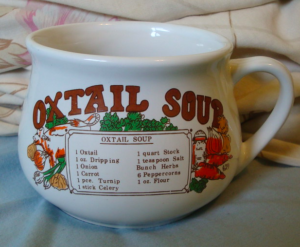 OXTAIL SOUP
OXTAIL SOUP
1 Oxtail
1 oz Dripping
1 Onion
1 Carrot
1 pce. Turnip
1 stick Celery
1 quart Stock
1 teaspoon Salt
Bunch Herbs
6 Peppercorns
1 oz. Flour